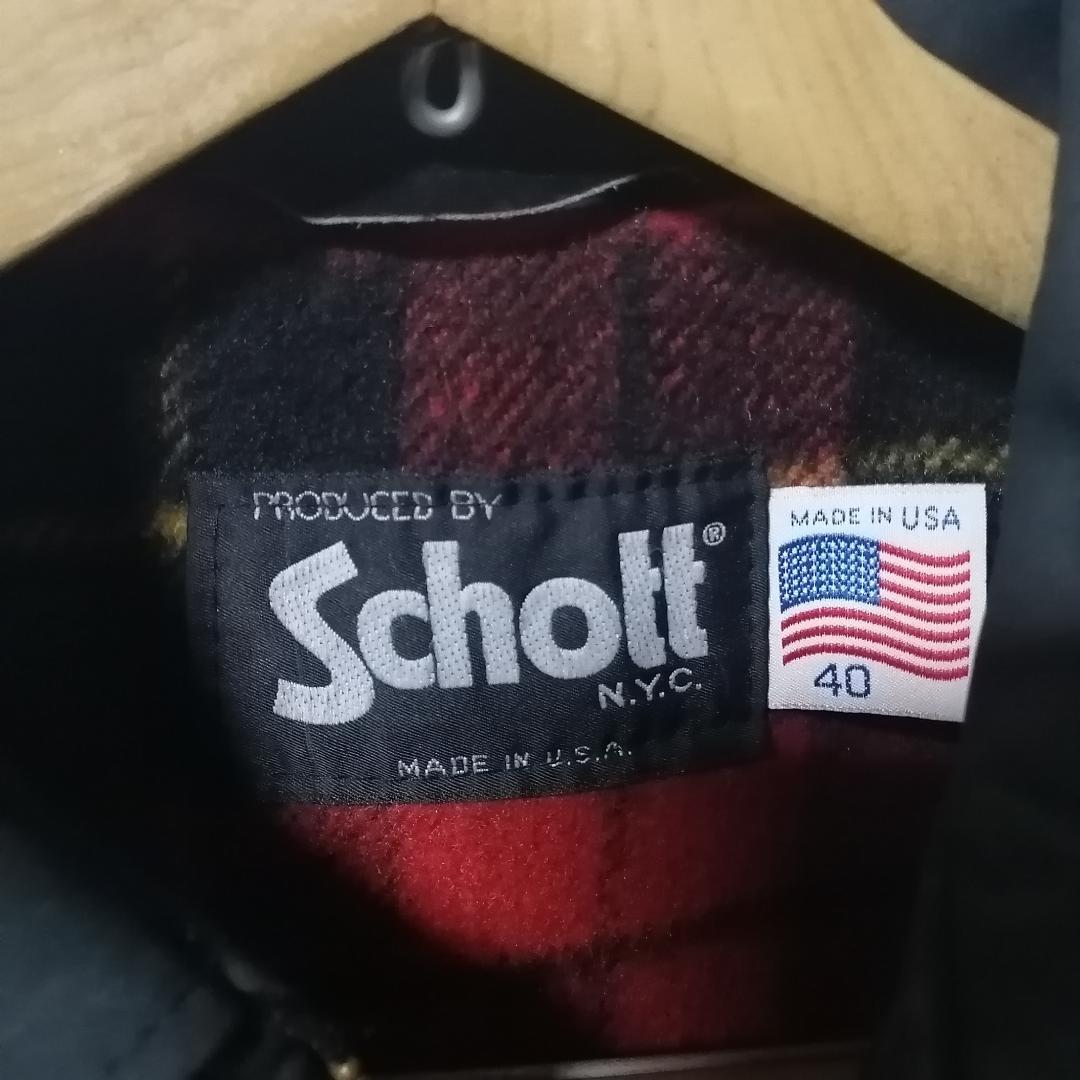 PRODUCED BY
Schott®
N.Y.C.
MADE IN U.S.A.
MADE IN USA
40